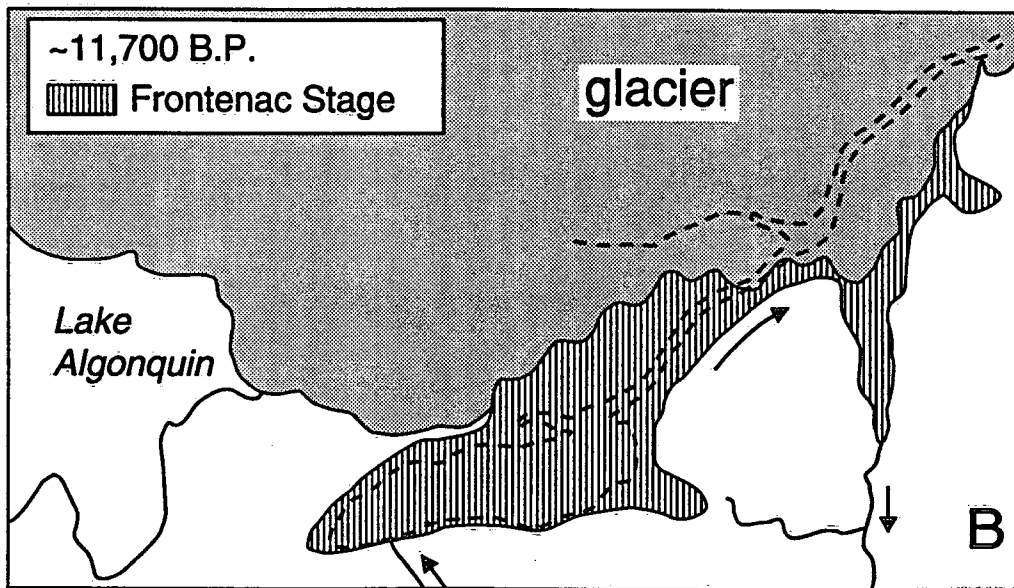 ~11,700 B.P.
Frontenac Stage
glacier
Lake
Algonquin
B